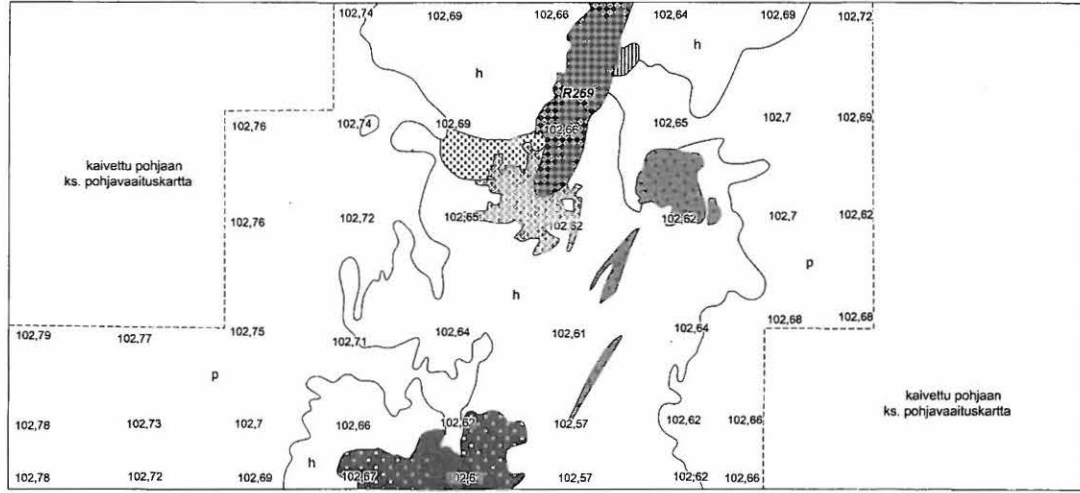 102,74 102,69 102,66 102,64 102,69 102,72
h h
R269
102,76 102,74 102,69 102,66 102,65 102,7 102,69
kaivettu pohjaan
ks. pohjavaaituskartta
102,76 102,72 102,65 102,62 102,62 102,7 102,62
p
h
102,79 102,77 102,75 102,71 102,64 102,61 102,64 102,68 102,68
p
kaivettu pohjaan
ks. pohjavaaituskartta
102,78 102,73 102,7 102,66 102,62 102,57 102,62 102,66
h
102,78 102,72 102,69 102,67 102,57 102,62 102,66